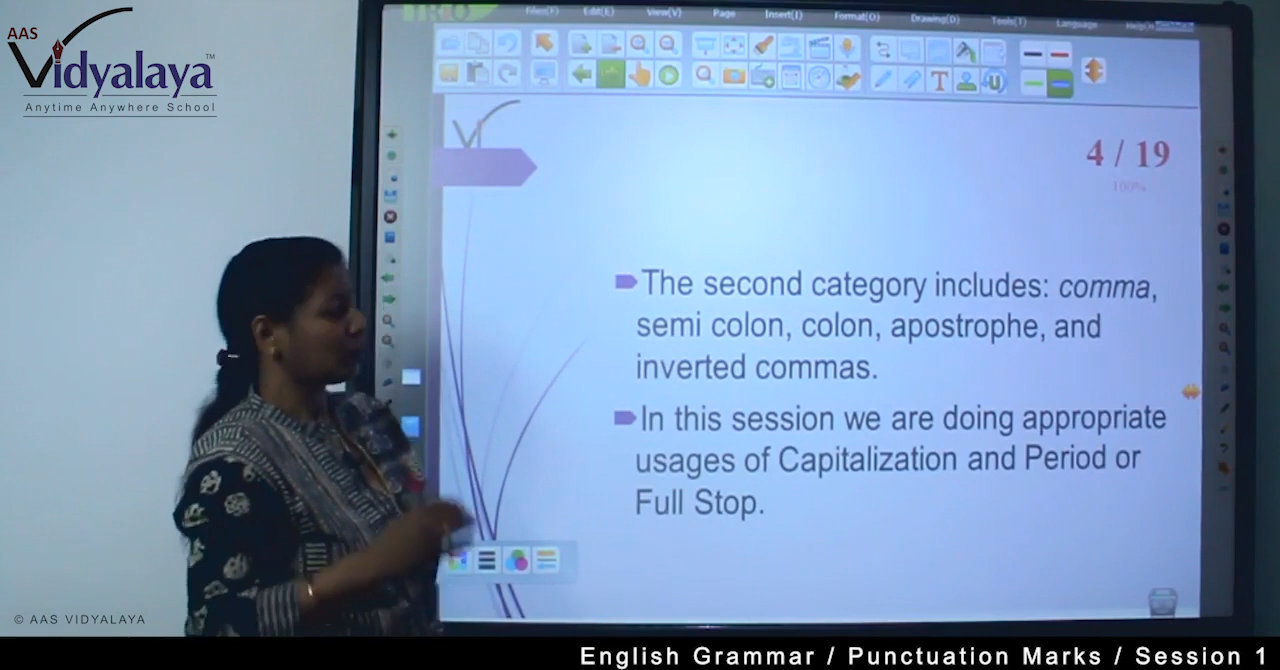 AAS
Vidyalaya™
Anytime Anywhere School
Files(F) Edit(E) View(V) Page Insert(I) Format(O) Drawing(D) Tools(T) Language
4 / 19
100%
The second category includes: comma,
semi colon, colon, apostrophe, and
inverted commas.
In this session we are doing appropriate
usages of Capitalization and Period or
Full Stop.
© AAS VIDYALAYA
English Grammar / Punctuation Marks / Session 1